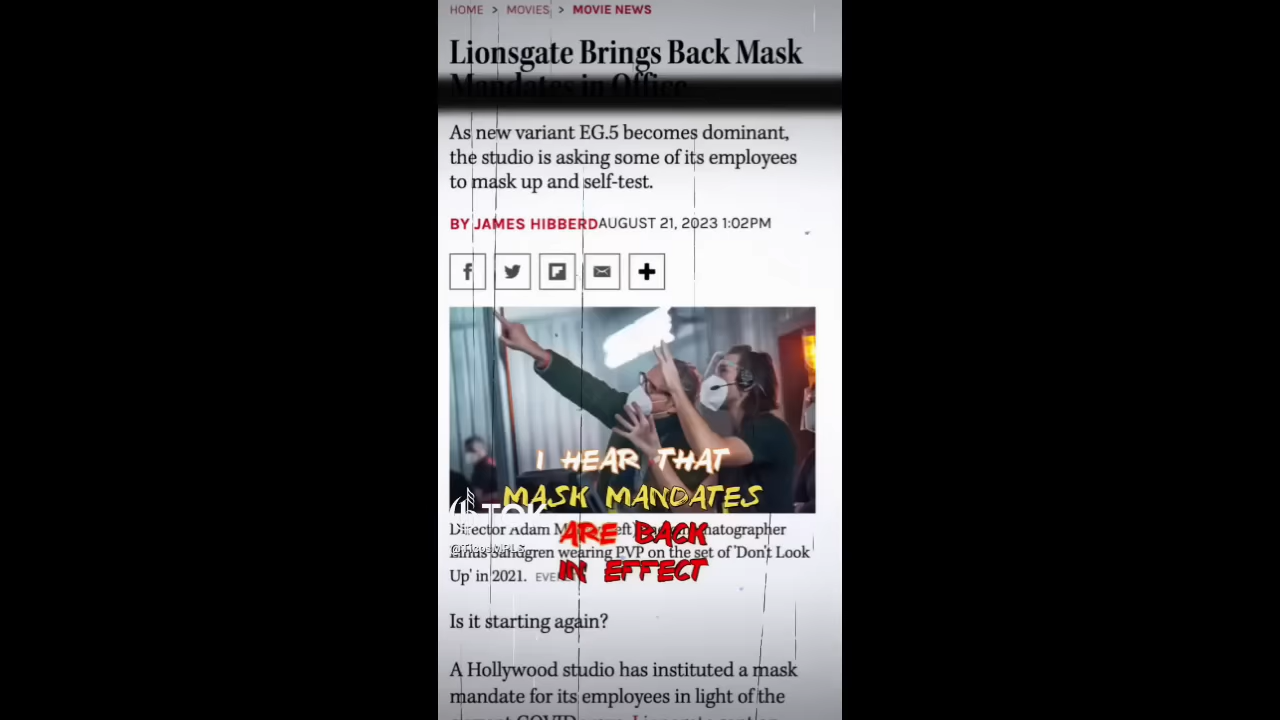 HOME > MOVIES > MOVIE NEWS
Lionsgate Brings Back Mask
Mandates in Office
As new variant EG.5 becomes dominant,
the studio is asking some of its employees
to mask up and self-test.
BY JAMES HIBBERD AUGUST 21, 2023 1:02PM
I HEAR THAT
MASK MANDATES
ARE BACK
IN EFFECT
Director Adam
wearing PVP on the set of 'Don't Look
Up' in 2021.
Is it starting again?
A Hollywood studio has instituted a mask
mandate for its employees in light of the